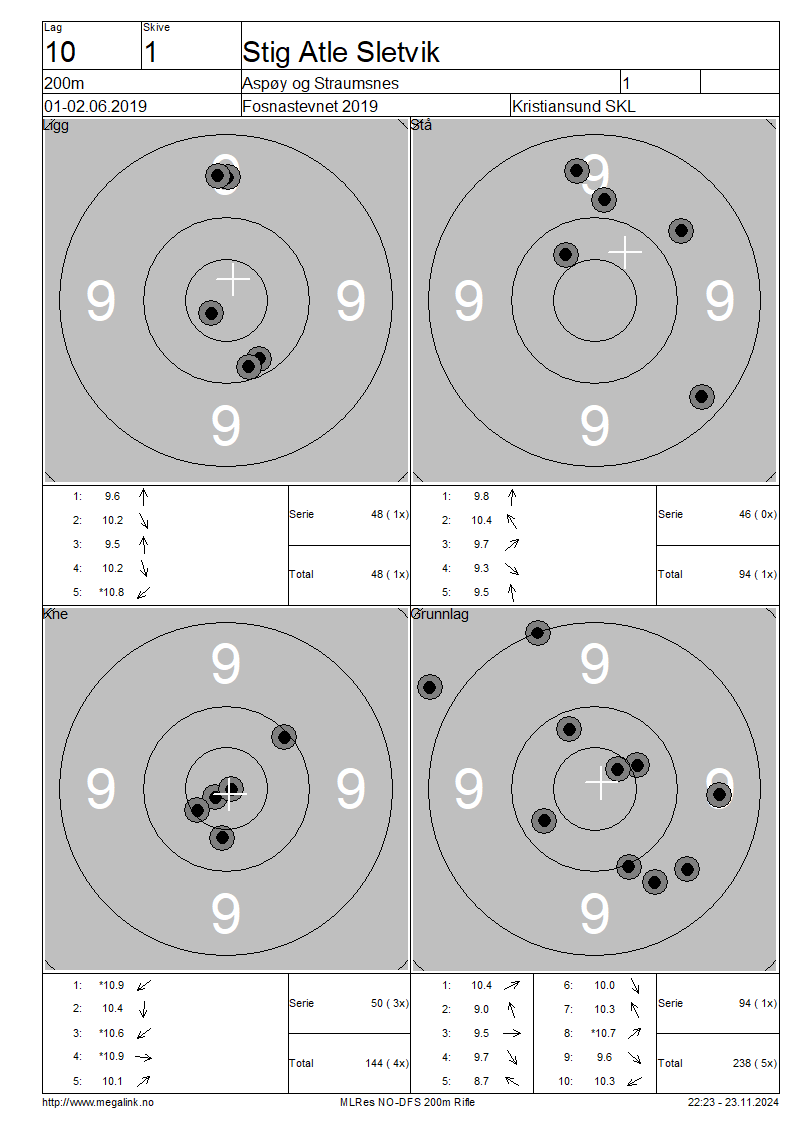 Lag Skive
10 1 Stig Atle Sletvik
200m Aspøy og Straumsnes 1
01-02.06.2019 Fosnastevnet 2019 Kristiansund SKL
Ligg Stå
9 9
9 9 9 9
9 9
1: 9.6
2: 10.2
3: 9.5
4: 10.2
5: *10.8
Serie 48 ( 1x)
Total 48 ( 1x)
1: 9.8
2: 10.4
3: 9.7
4: 9.3
5: 9.5
Serie 46 ( 0x)
Total 94 ( 1x)
Kne Grunnlag
9 9
9 9 9
9 9
1: *10.9
2: 10.4
3: *10.6
4: *10.9
5: 10.1
Serie 50 ( 3x)
Total 144 ( 4x)
1: 10.4
2: 9.0
3: 9.5
4: 9.7
5: 8.7
6: 10.0
7: 10.3
8: *10.7
9: 9.6
10: 10.3
Serie 94 ( 1x)
Total 238 ( 5x)
http://www.megalink.no MLRes NO-DFS 200m Rifle 22:23 - 23.11.2024